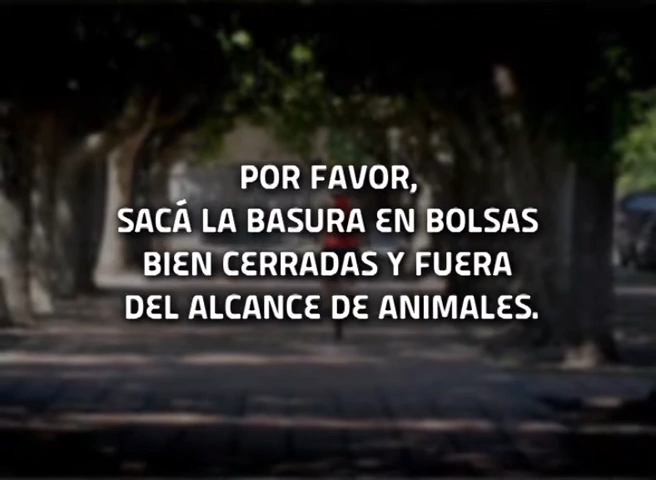 POR FAVOR,
SACÁ LA BASURA EN BOLSAS
BIEN CERRADAS Y FUERA
DEL ALCANCE DE ANIMALES.